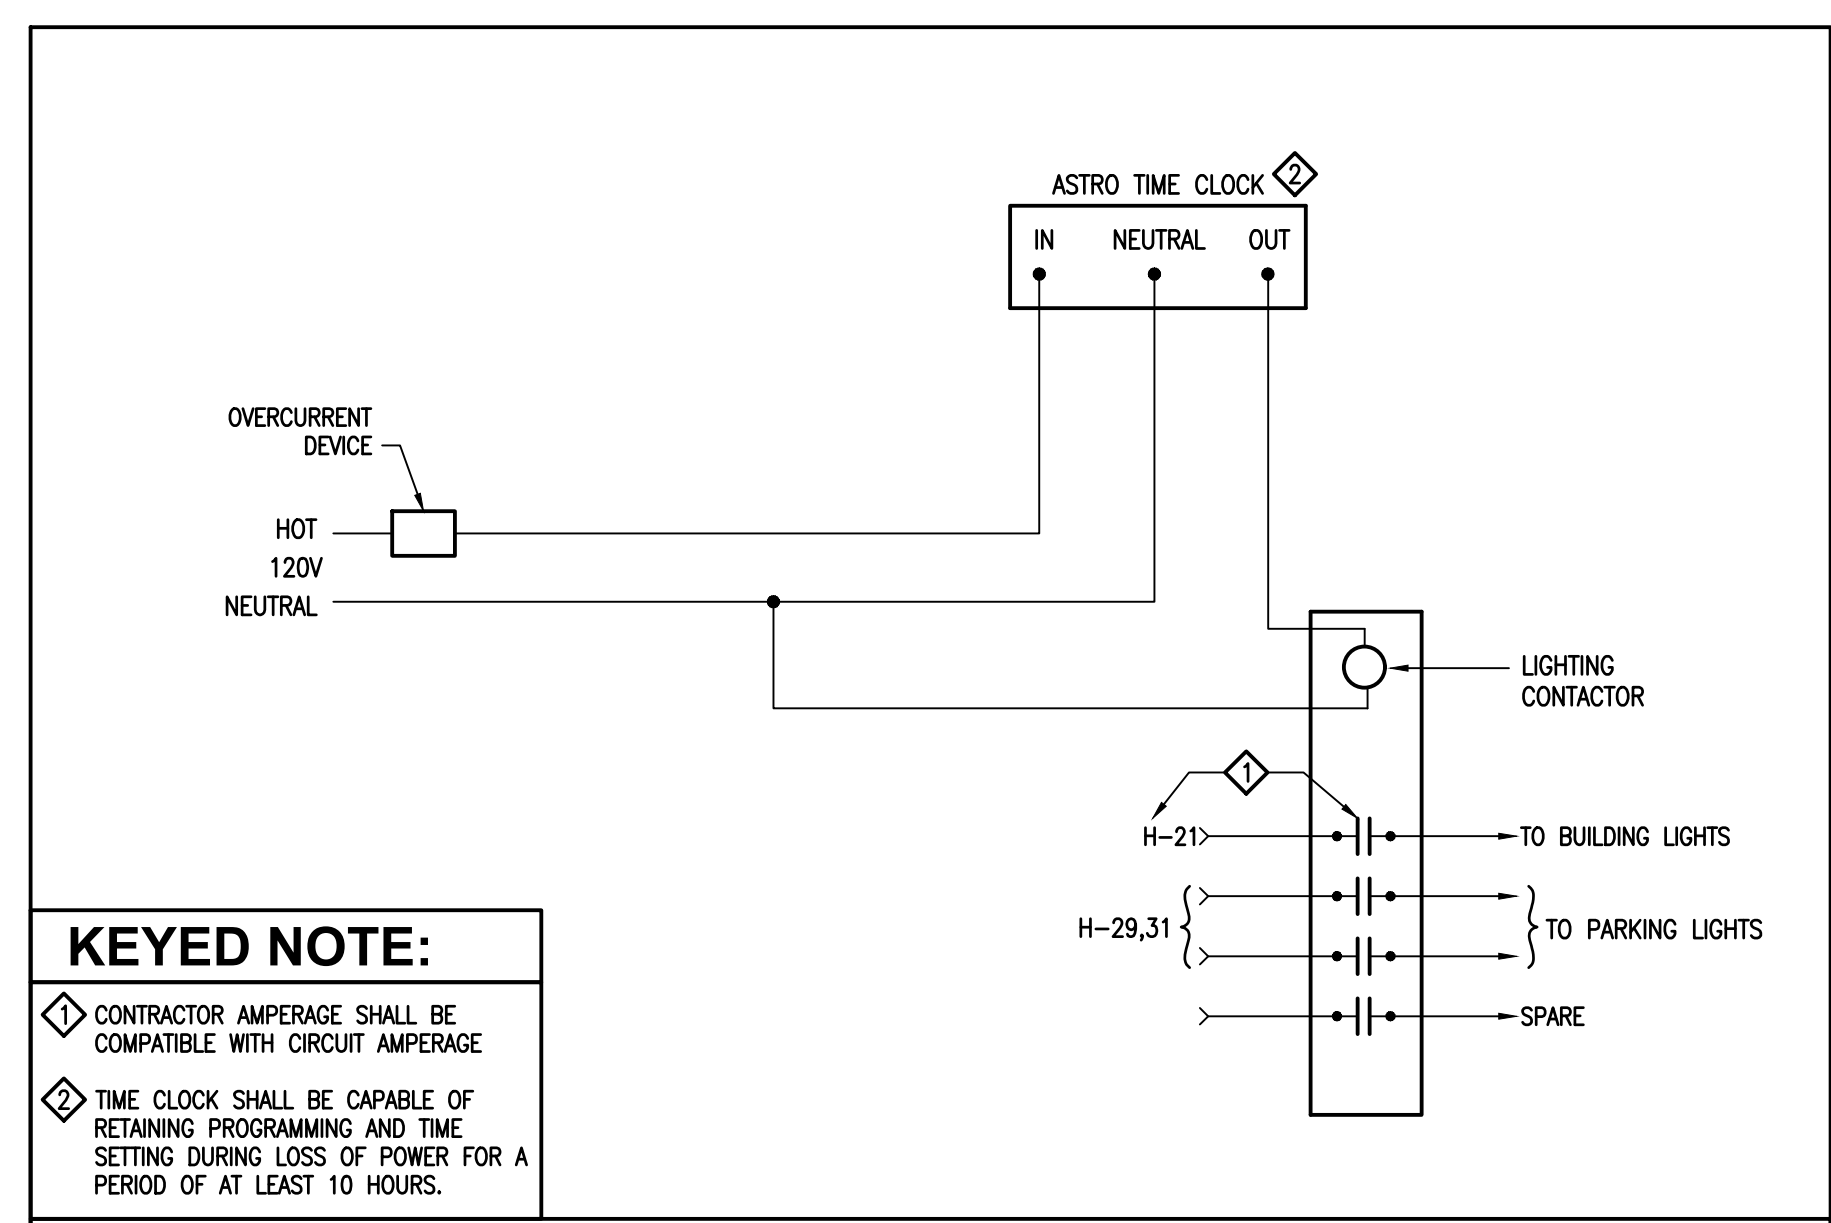 ASTRO TIME CLOCK 2
IN NEUTRAL OUT
OVERCURRENT
DEVICE
HOT
120V
NEUTRAL
LIGHTING
CONTACTOR
1
H-21 TO BUILDING LIGHTS
H-29,31 TO PARKING LIGHTS
SPARE
KEYED NOTE:
1 CONTRACTOR AMPERAGE SHALL BE
COMPATIBLE WITH CIRCUIT AMPERAGE
2 TIME CLOCK SHALL BE CAPABLE OF
RETAINING PROGRAMMING AND TIME
SETTING DURING LOSS OF POWER FOR A
PERIOD OF AT LEAST 10 HOURS.